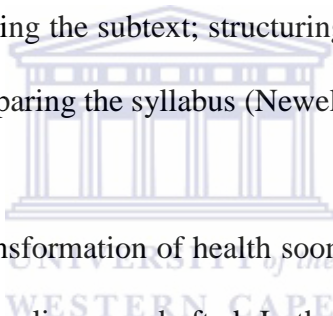 ing the subtext; structuring
paring the syllabus (Newel
nsformation of health soon
UNIVERSITY of the
WESTERN CAPE